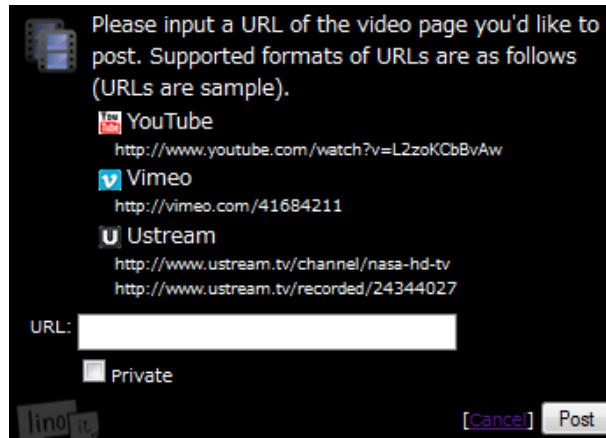 Please input a URL of the video page you'd like to
post. Supported formats of URLs are as follows
(URLs are sample).
You Tube YouTube
http://www.youtube.com/watch?v=L2zoKCbBvAw
Vimeo
http://vimeo.com/41684211
U Ustream
http://www.ustream.tv/channel/nasa-hd-tv
http://www.ustream.tv/recorded/24344027
URL:
Private
lino it [Cancel] Post